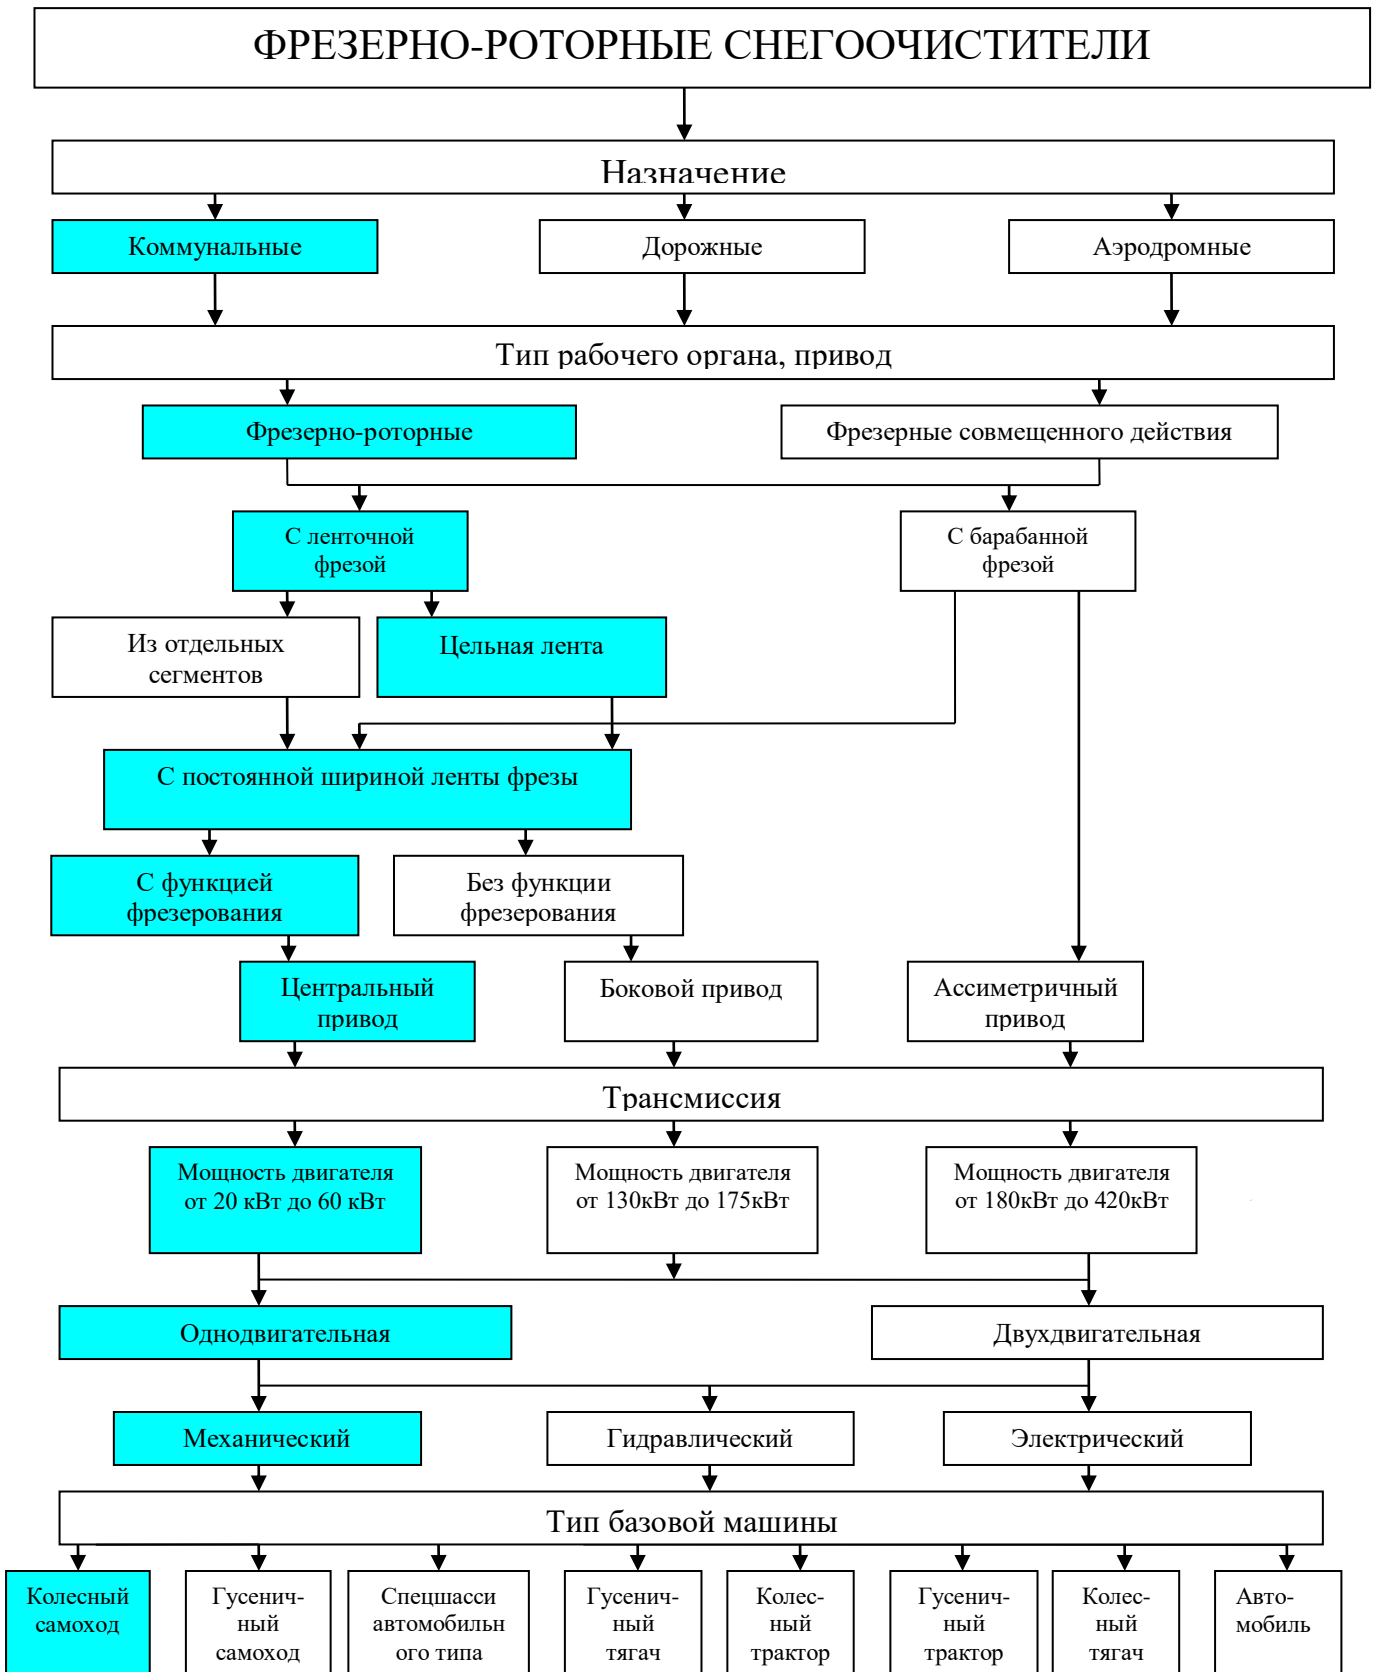 ФРЕЗЕРНО-РОТОРНЫЕ СНЕГООЧИСТИТЕЛИ
Назначение
Коммунальные
Дорожные
Аэродромные
Тип рабочего органа, привод
Фрезерно-роторные
Фрезерные совмещенного действия
С ленточной
фрезой
С барабанной
фрезой
Из отдельных
сегментов
Цельная лента
С постоянной шириной ленты фрезы
С функцией
фрезерования
Без функции
фрезерования
Центральный
привод
Боковой привод
Ассиметричный
привод
Трансмиссия
Мощность двигателя
от 20 кВт до 60 кВт
Мощность двигателя
от 130кВт до 175кВт
Мощность двигателя
от 180кВт до 420кВт
Однодвигательная
Двухдвигательная
Механический
Гидравлический
Электрический
Тип базовой машины
Колесный
самоход
Гусенич-
ный
самоход
Спецшасси
автомобильн
ого типа
Гусенич-
ный
тягач
Колес-
ный
трактор
Гусенич-
ный
трактор
Колес-
ный
тягач
Авто-
мобиль